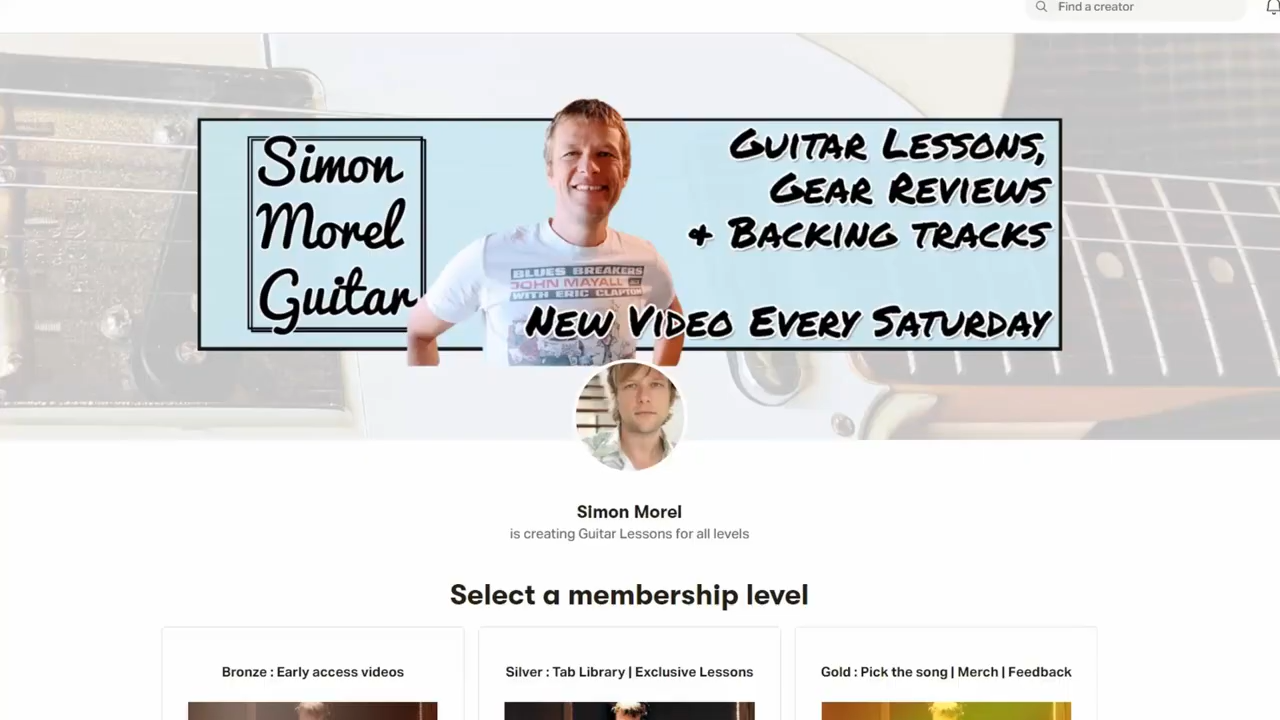 Find a creator
Simon
Morel
Guitar
Guitar Lessons,
Gear Reviews
& Backing tracks
New Video Every Saturday
BLUES BREAKERS
JOHN MAYALL
WITH ERIC CLAPTON
Simon Morel
is creating Guitar Lessons for all levels
Select a membership level
Bronze : Early access videos
Silver : Tab Library | Exclusive Lessons
Gold : Pick the song | Merch | Feedback